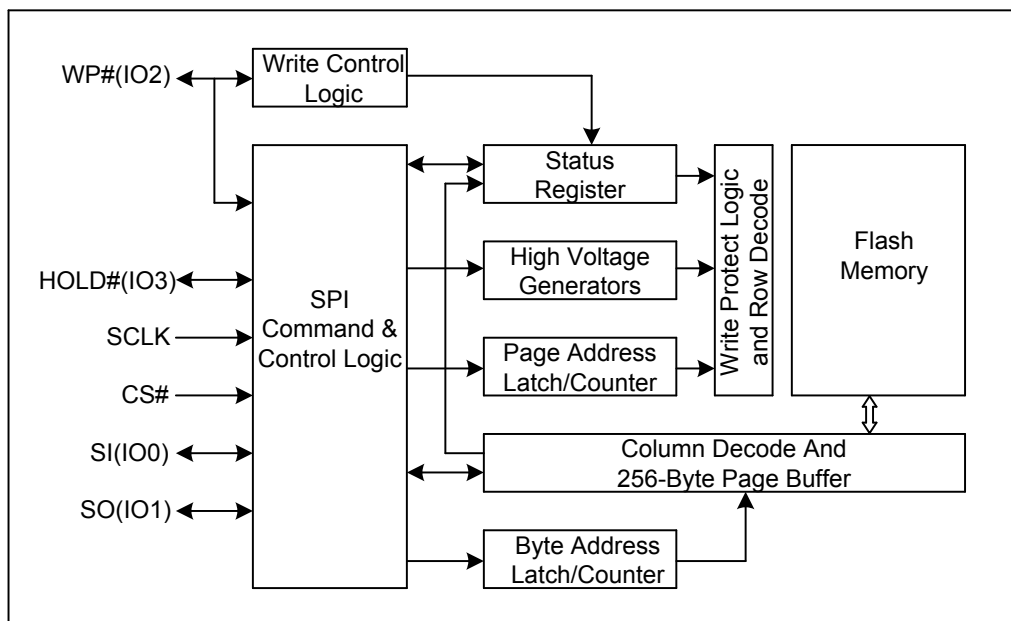 WP#(IO2)
Write Control
Logic
HOLD#(IO3)
SCLK
CS#
SI(IO0)
SO(IO1)
SPI
Command &
Control Logic
Status
Register
High Voltage
Generators
Page Address
Latch/Counter
Write Protect Logic
and Row Decode
Flash
Memory
Column Decode And
256-Byte Page Buffer
Byte Address
Latch/Counter